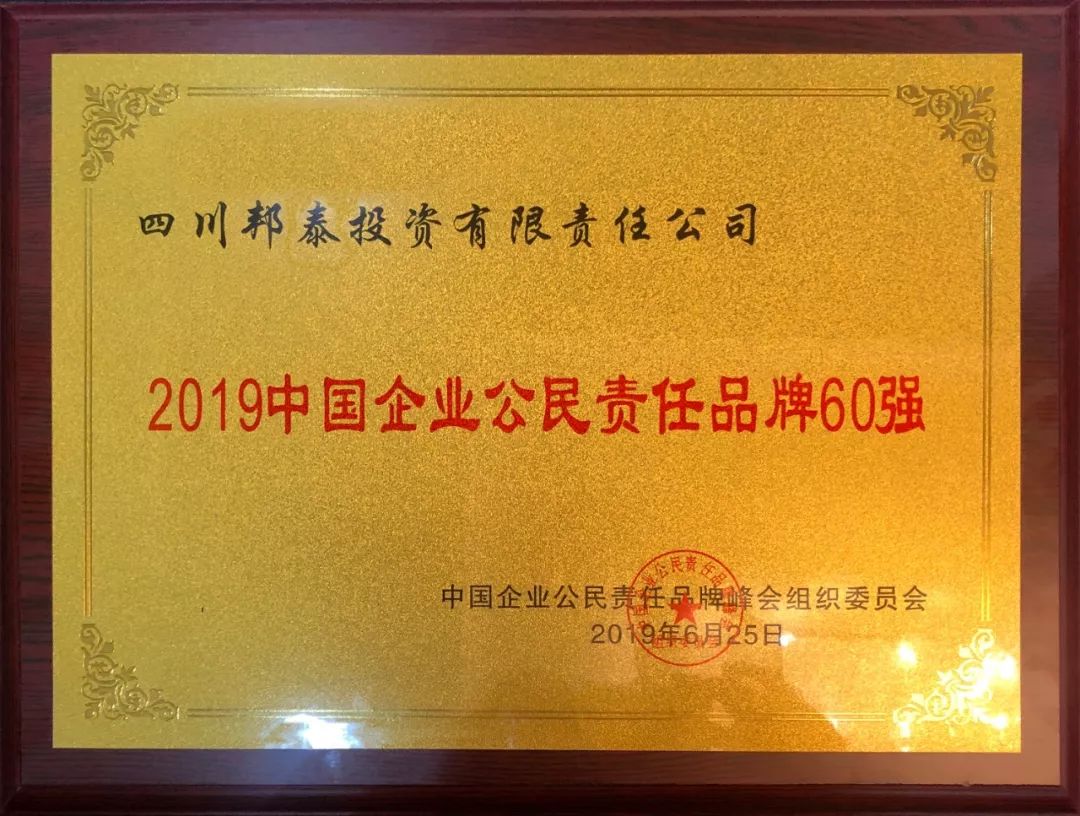 四川邦泰投资有限责任公司
2019中国企业公民责任品牌60强
中国企业公民责任品牌峰会组织委员会
2019年6月25日